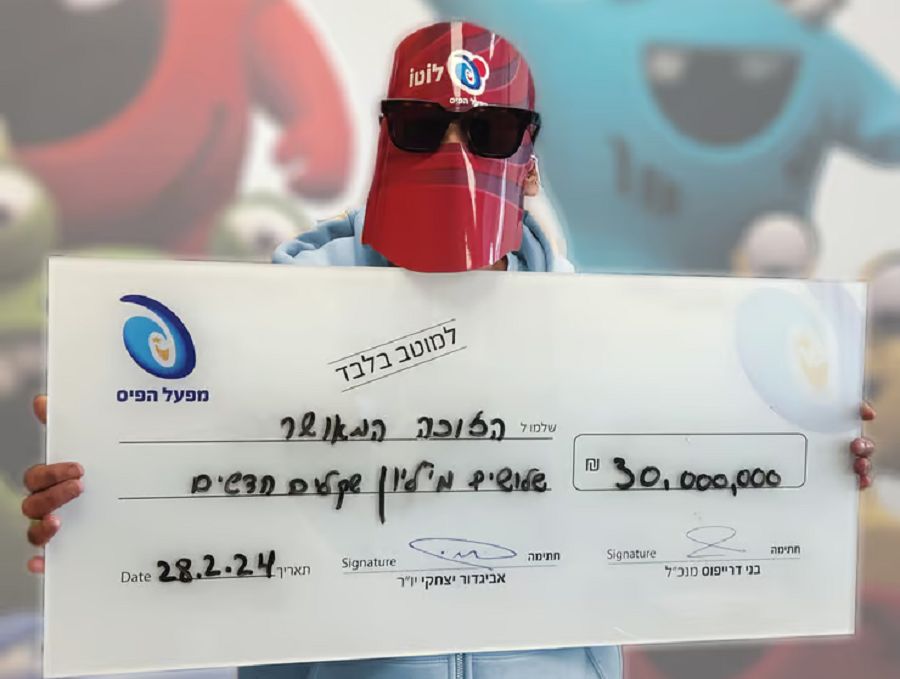 לוטו
מפעל הפיס
מפעל הפיס
למוטב בלבד
שלמו ל הזוכה המאושר
שלושים מיליון שקלים חדשים
₪ 30,000,000
Date 28.2.24 תאריך
Signature חתימה
אביגדור יצחקי יו"ר
Signature חתימה
בני דרייפוס מנכ"ל